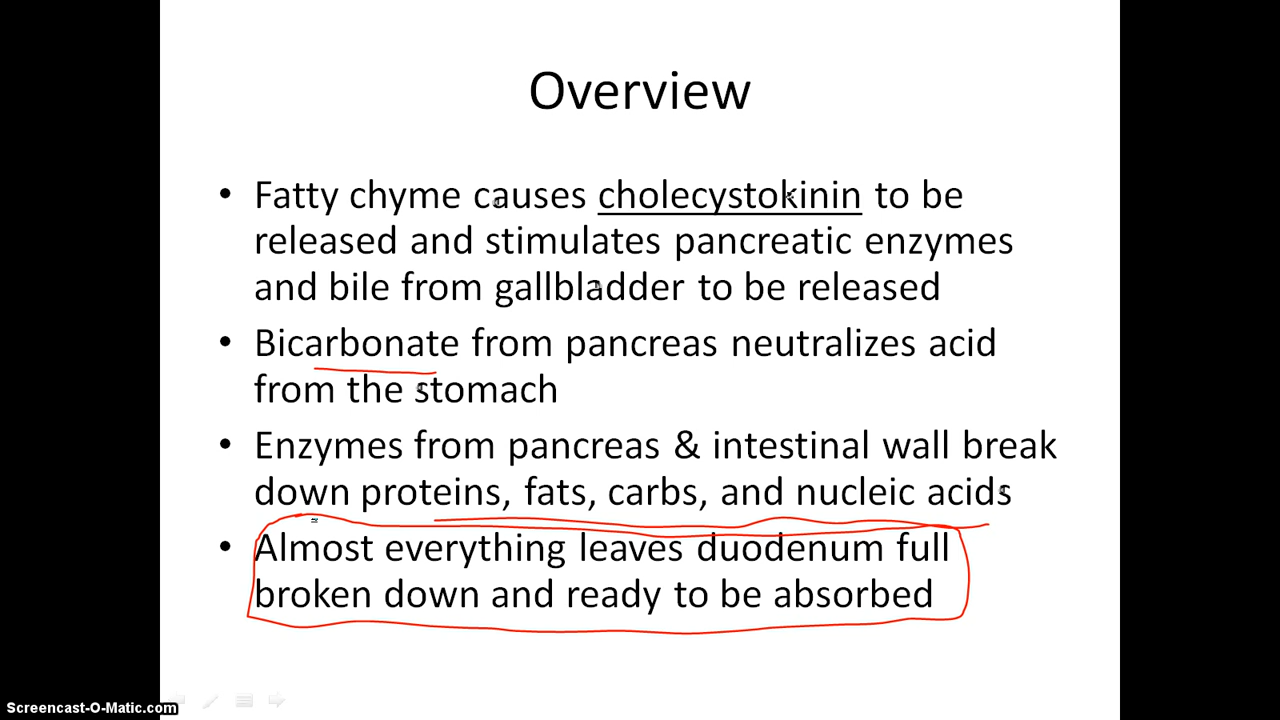 Overview
• Fatty chyme causes cholecystokinin to be
released and stimulates pancreatic enzymes
and bile from gallbladder to be released
• Bicarbonate from pancreas neutralizes acid
from the stomach
• Enzymes from pancreas & intestinal wall break
down proteins, fats, carbs, and nucleic acids
• Almost everything leaves duodenum full
broken down and ready to be absorbed
Screencast-O-Matic.com